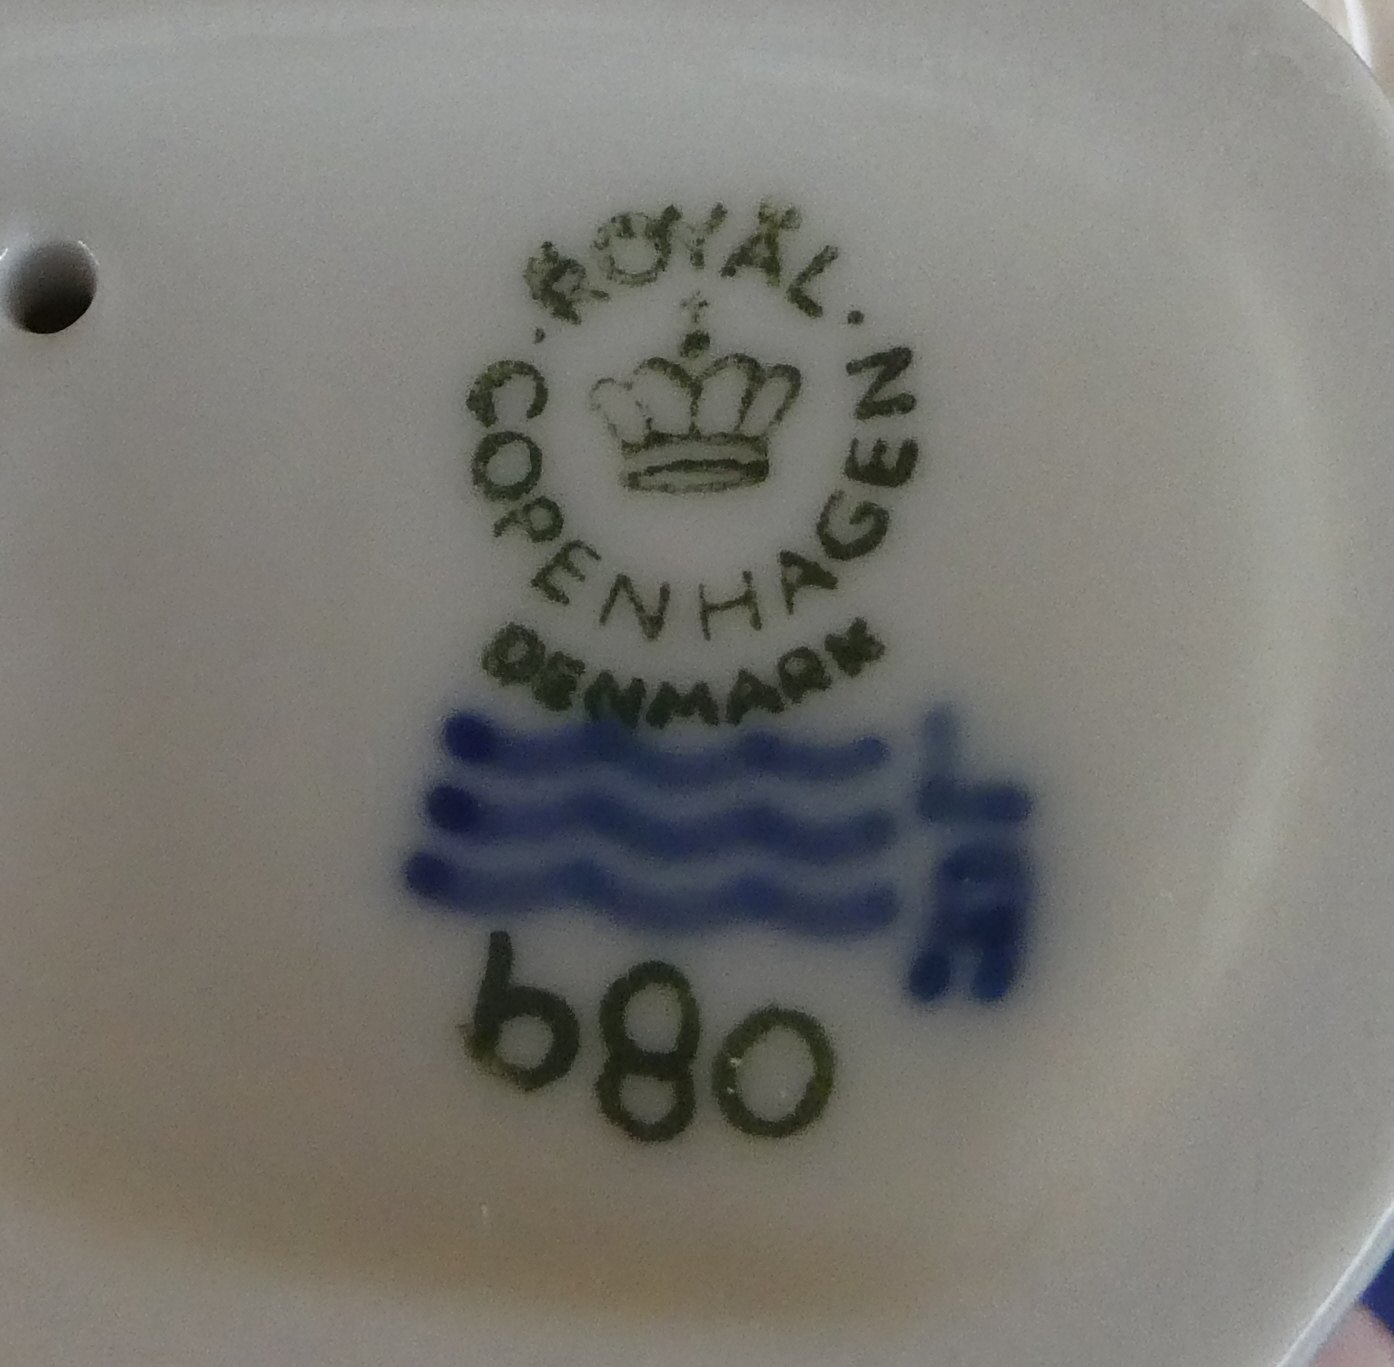 . ROYAL .
COPENHAGEN
DENMARK
680